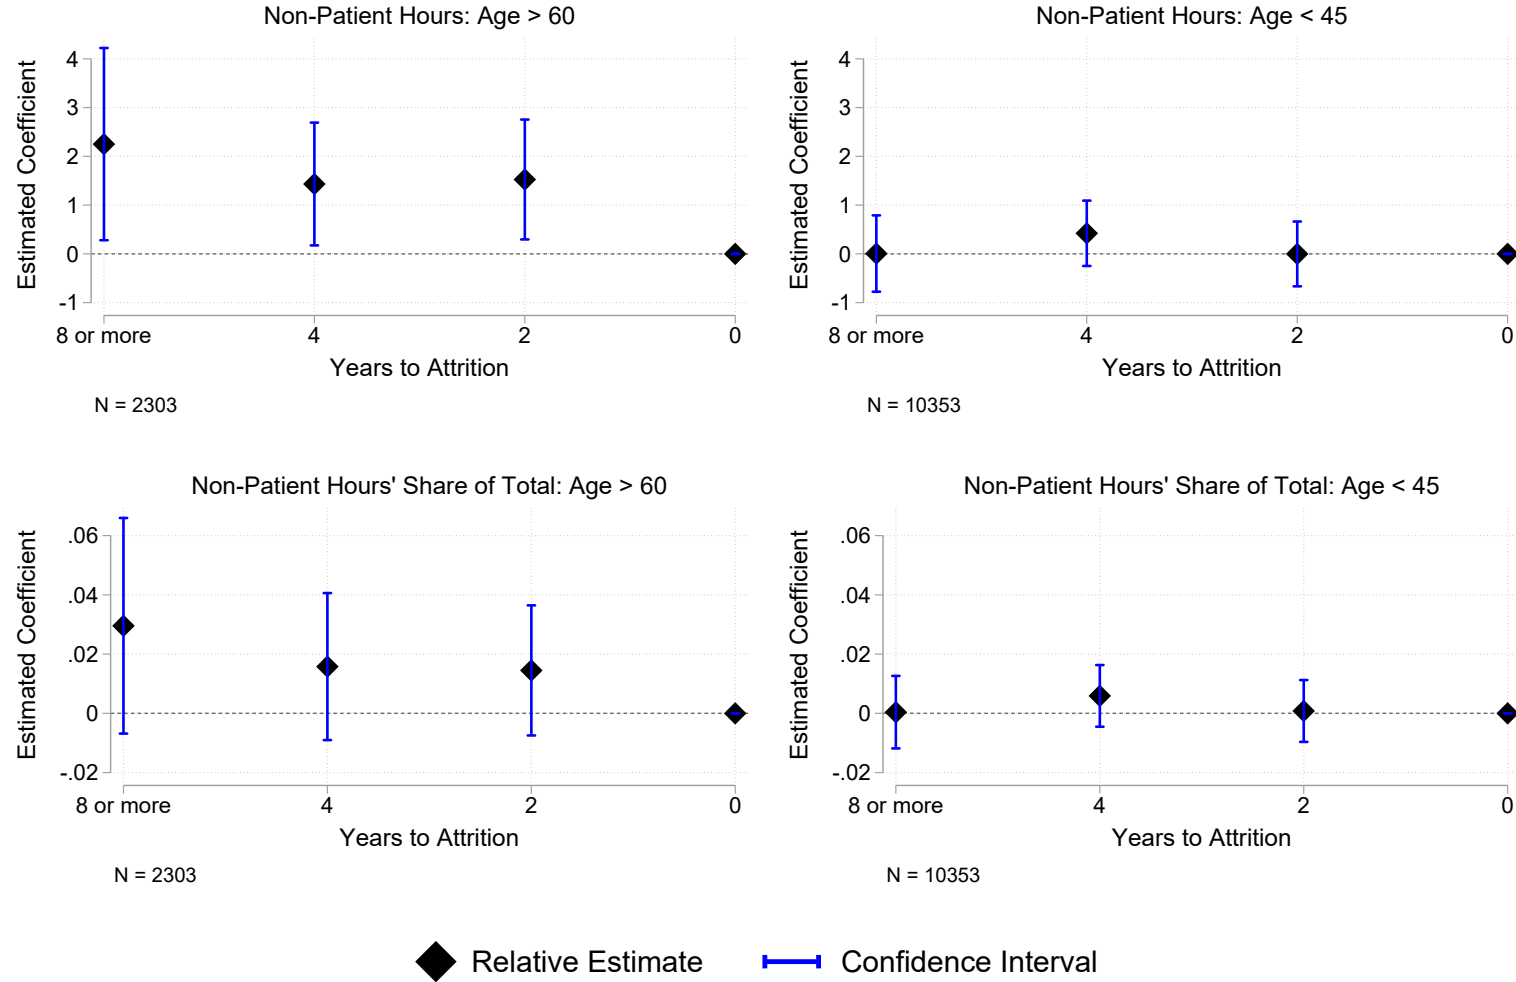 Non-Patient Hours: Age > 60
Estimated Coefficient
4
3
2
1
0
-1
8 or more 4 2 0
Years to Attrition
N = 2303
Non-Patient Hours: Age < 45
Estimated Coefficient
4
3
2
1
0
-1
8 or more 4 2 0
Years to Attrition
N = 10353
Non-Patient Hours' Share of Total: Age > 60
Estimated Coefficient
.06
.04
.02
0
-.02
8 or more 4 2 0
Years to Attrition
N = 2303
Non-Patient Hours' Share of Total: Age < 45
Estimated Coefficient
.06
.04
.02
0
-.02
8 or more 4 2 0
Years to Attrition
N = 10353
Relative Estimate Confidence Interval